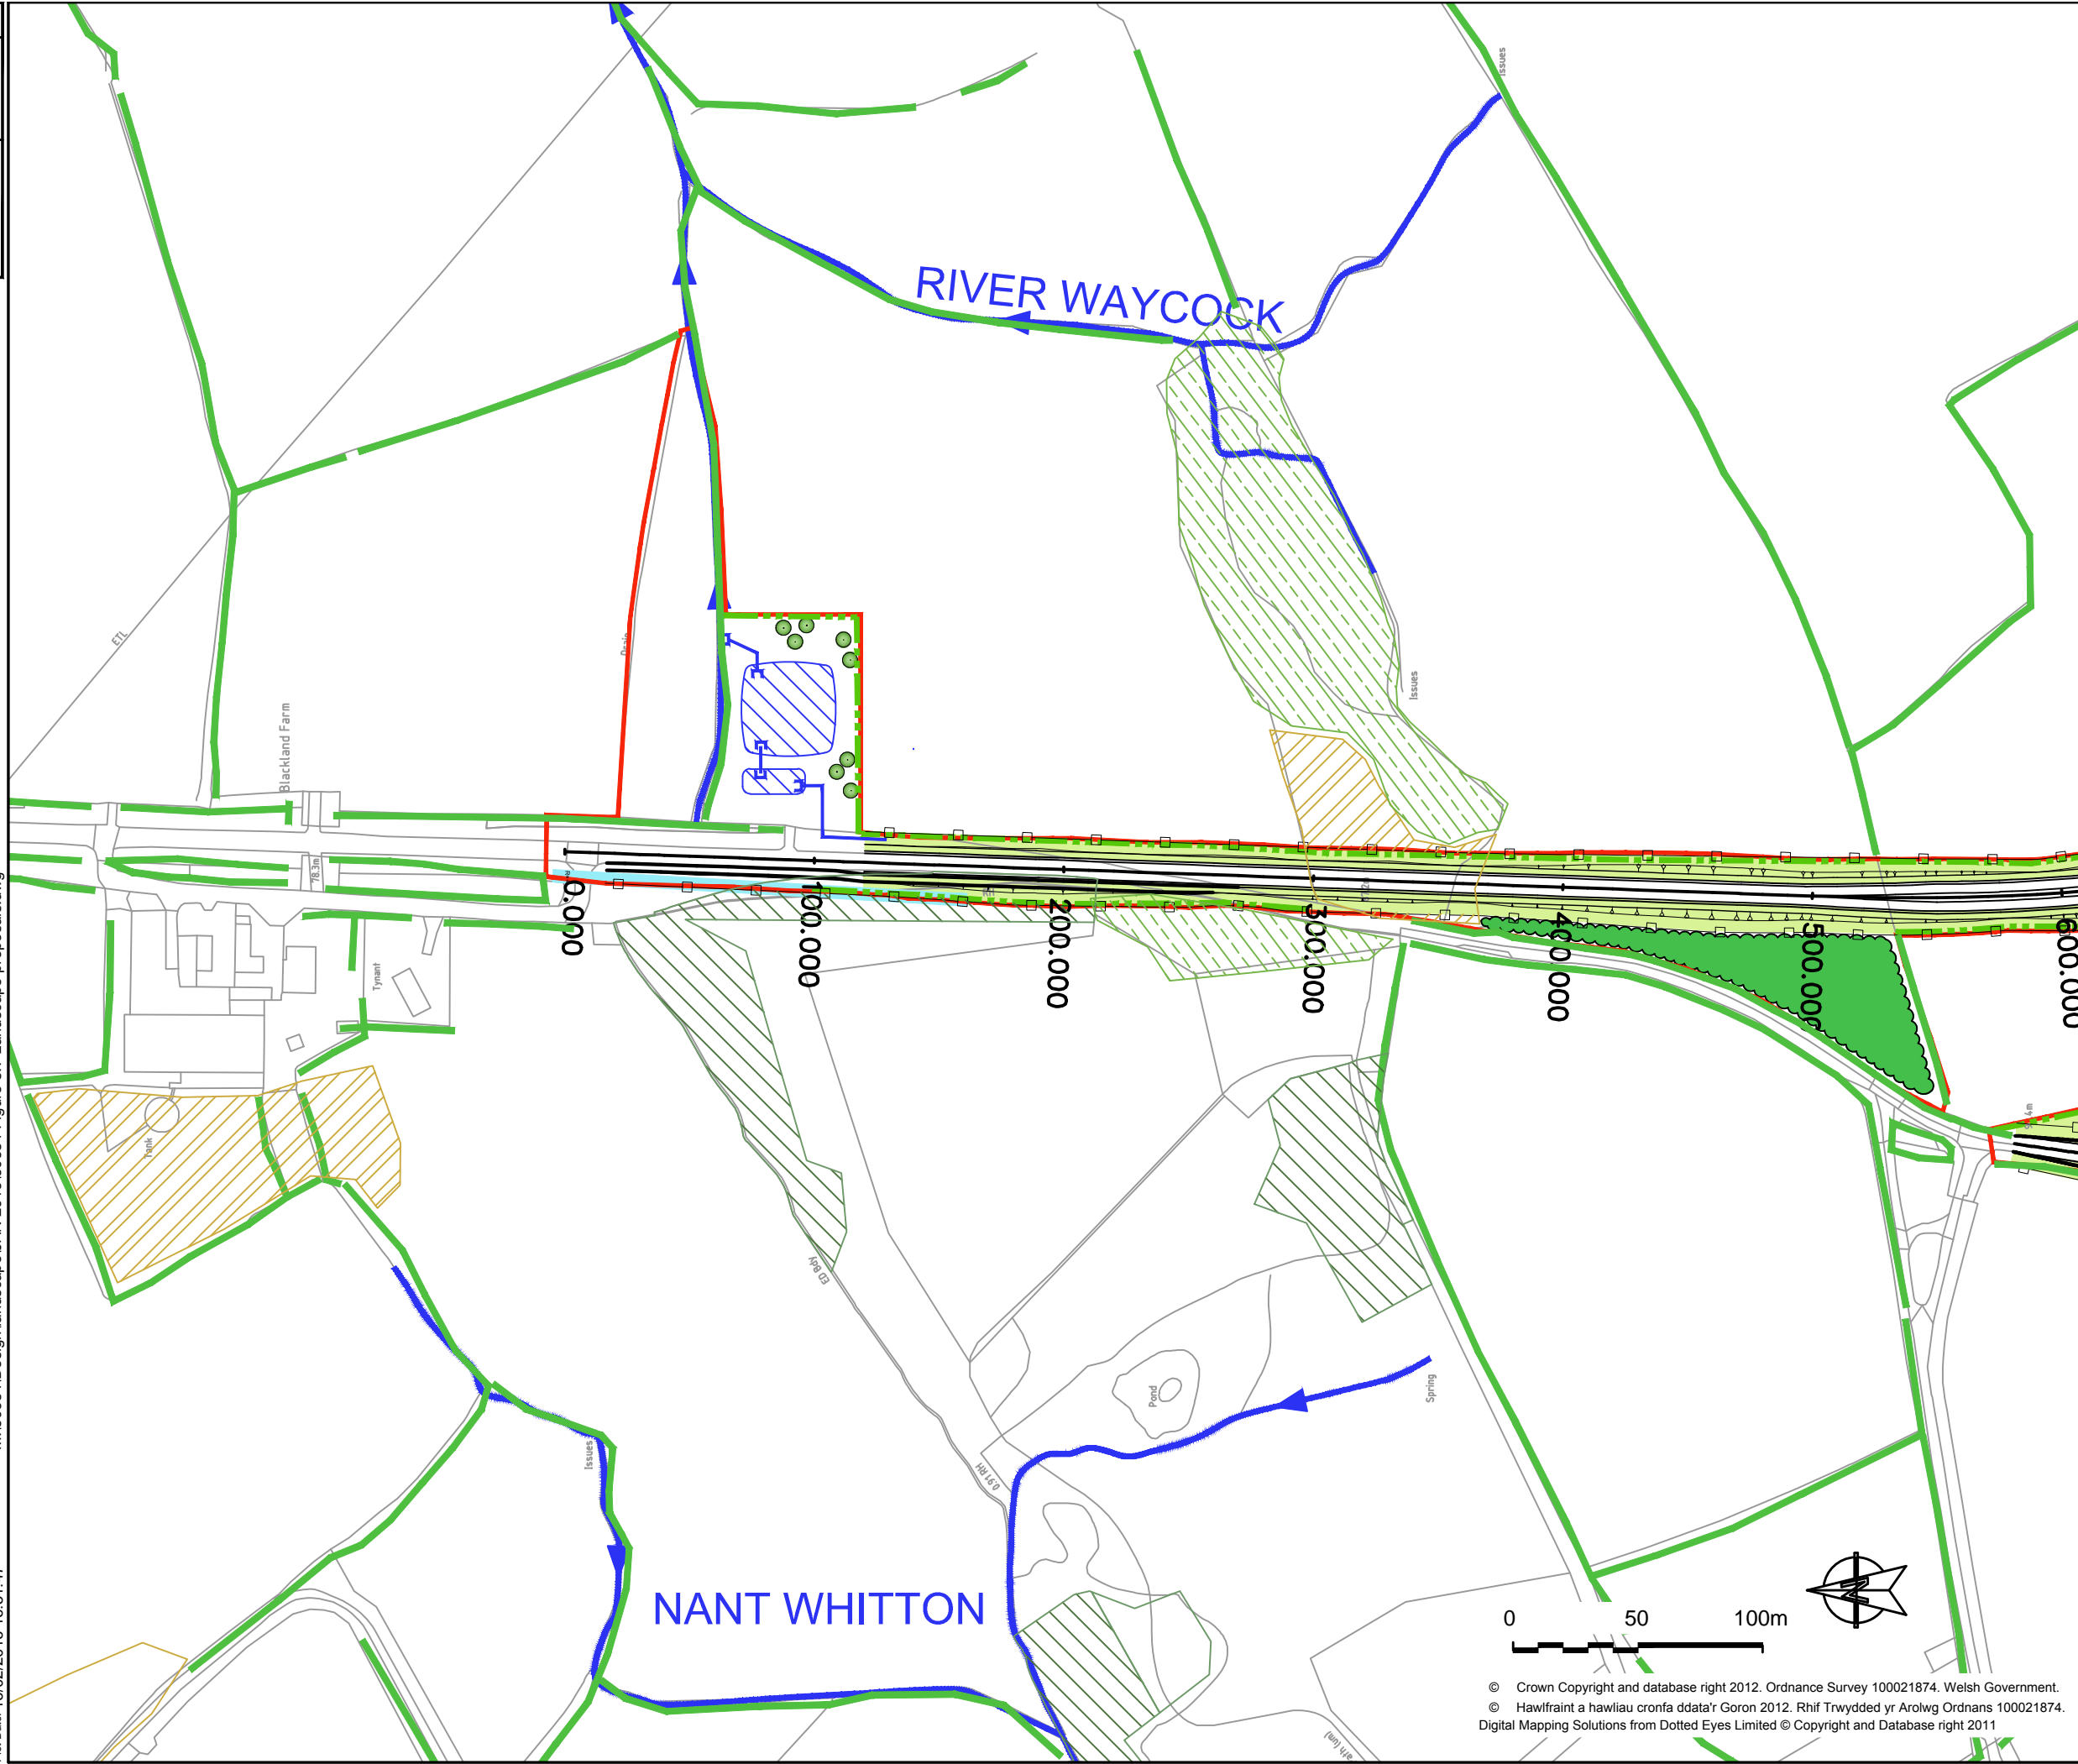 Issues
RIVER WAYCOCK
ETL
Drain
Blackland Farm
Issues
78.3m
0.000
100.000
200.000
300.000
400.000
500.000
600.000
Tynant
Tank
ED Bdy
Pond
Spring
Issues
0.91 RH
NANT WHITTON
0 50 100m
N
© Crown Copyright and database right 2012. Ordnance Survey 100021874. Welsh Government.
© Hawlfraint a hawliau cronfa ddata'r Goron 2012. Rhif Trwydded yr Arolwg Ordnans 100021874.
Digital Mapping Solutions from Dotted Eyes Limited © Copyright and Database right 2011